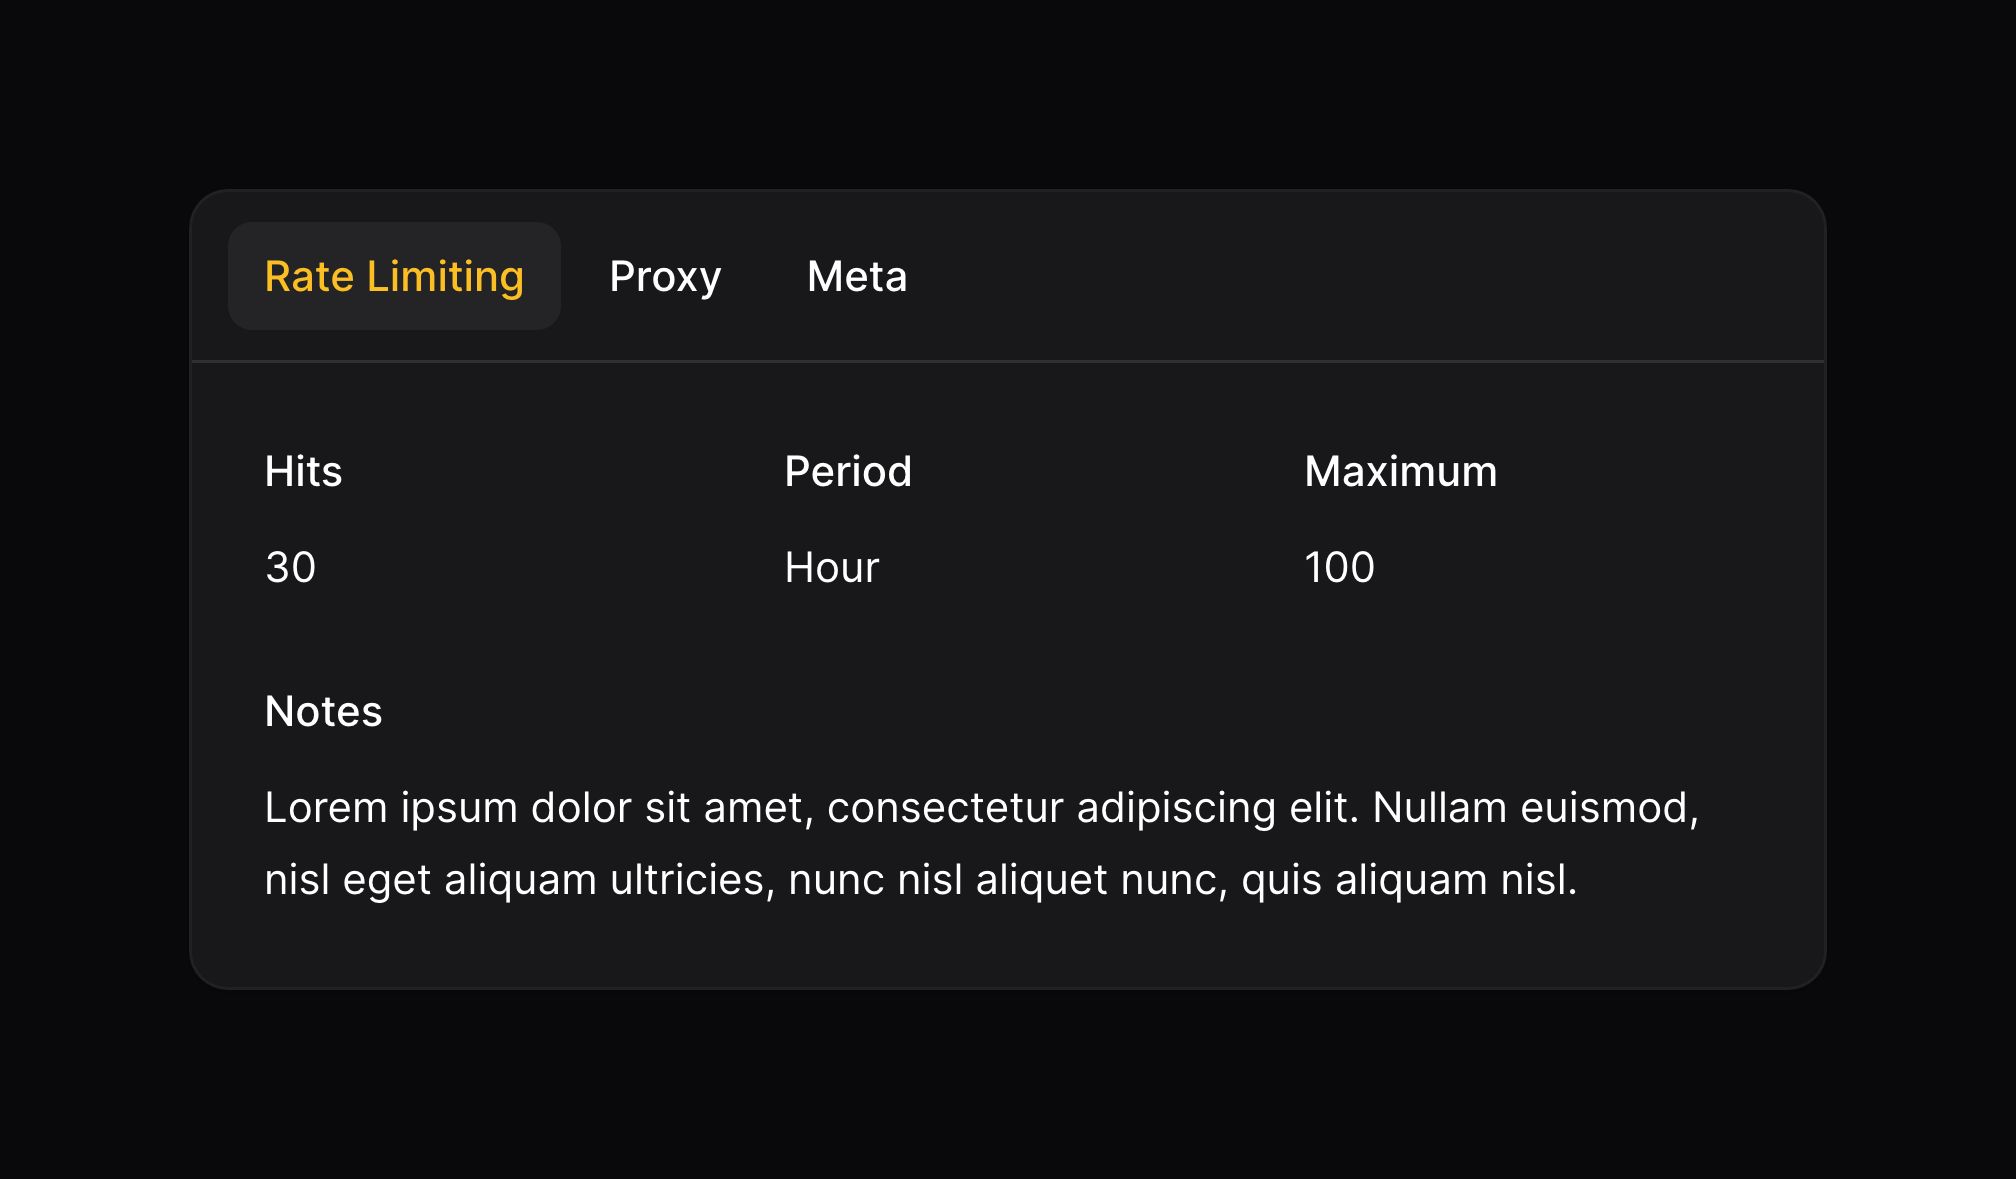 Rate Limiting Proxy Meta
Hits Period Maximum
30 Hour 100
Notes
Lorem ipsum dolor sit amet, consectetur adipiscing elit. Nullam euismod,
nisl eget aliquam ultricies, nunc nisl aliquet nunc, quis aliquam nisl.